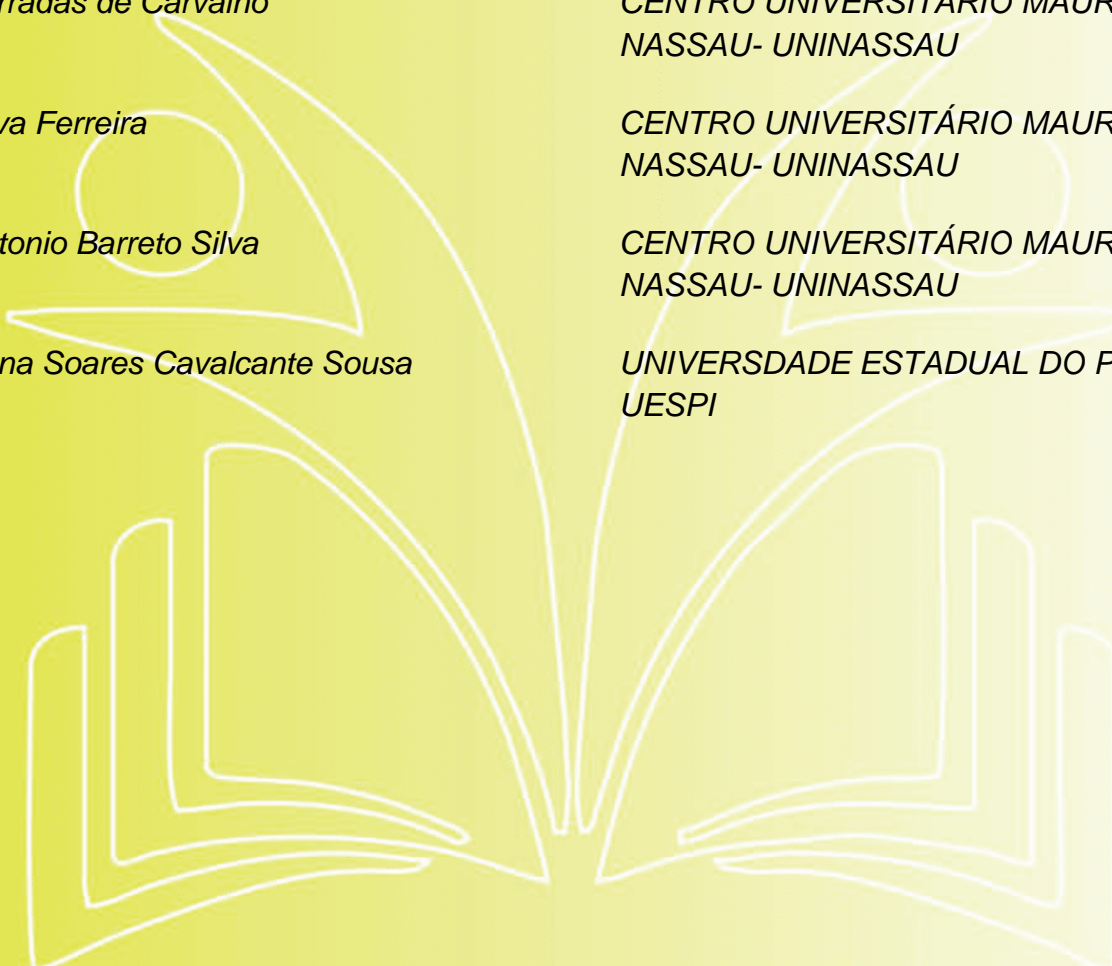 rradas de Carvalho
CENTRO UNIVERSITÁRIO MAUR
NASSAU- UNINASSAU
va Ferreira
CENTRO UNIVERSITÁRIO MAUR
NASSAU- UNINASSAU
tonio Barreto Silva
CENTRO UNIVERSITÁRIO MAUR
NASSAU- UNINASSAU
na Soares Cavalcante Sousa
UNIVERSDADE ESTADUAL DO P
UESPI